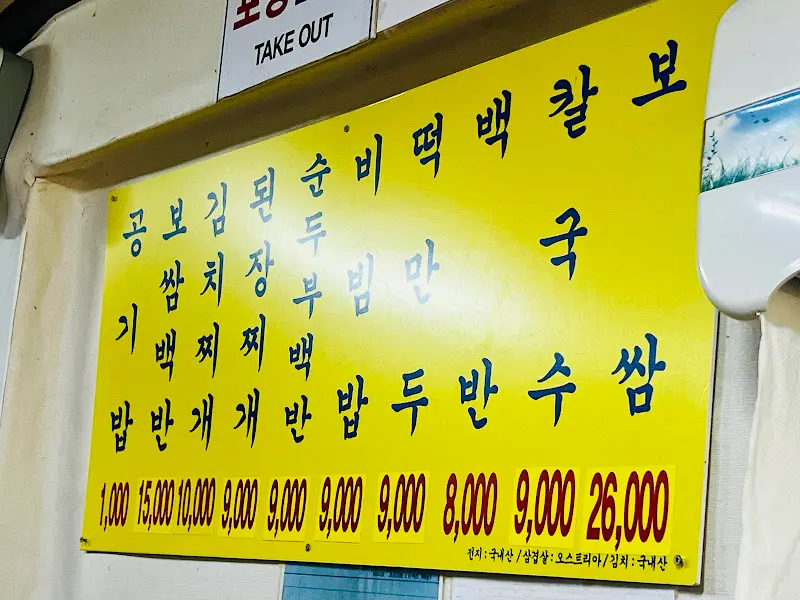 TAKE OUT
공기밥
보쌈백반
김치찌개
된장찌개
순두부백반
비빔밥
떡만두
백반
칼국수
보쌈
1,000
15,000
10,000
9,000
9,000
9,000
9,000
8,000
9,000
26,000
전지 : 국내산 / 삼겹살 : 오스트리아 / 김치 : 국내산